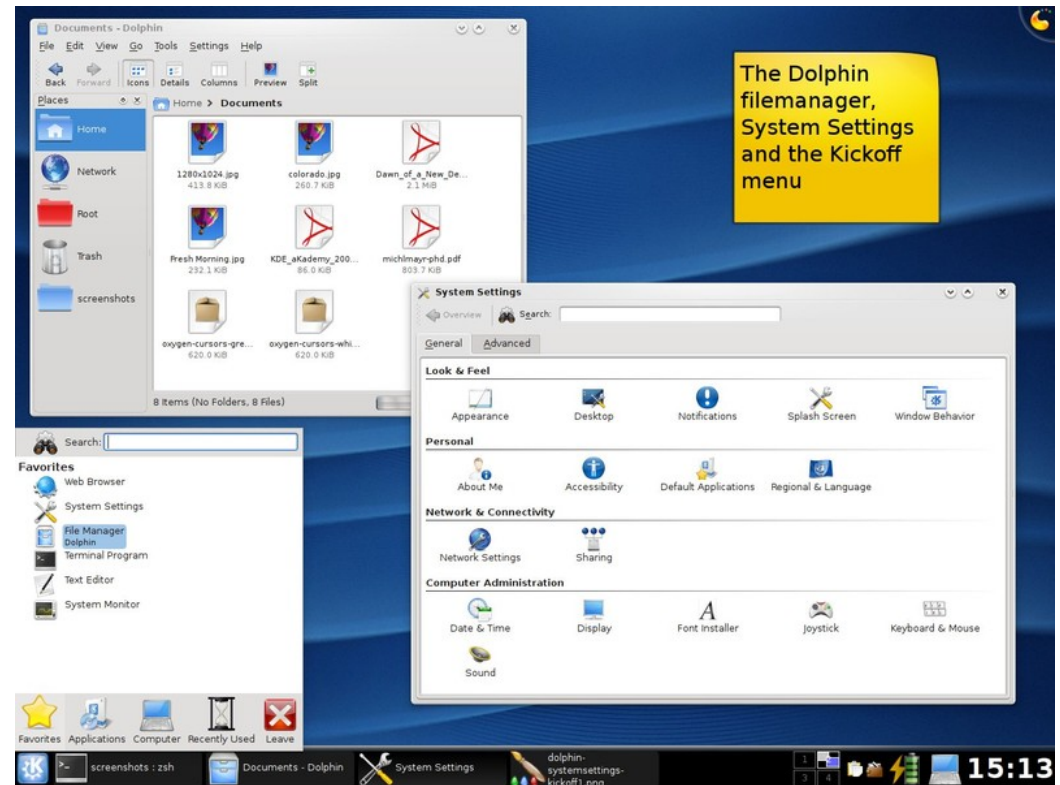 Documents - Dolphin
File Edit View Go Tools Settings Help
Back Forward Icons Details Columns Preview Split
Places
Home > Documents
Home
Network
Root
Trash
screenshots
1280x1024.jpg
413.8 KiB
colorado.jpg
260.7 KiB
Dawn_of_a_New_De...
2.1 MiB
Fresh Morning.jpg
232.1 KiB
KDE_aKademy_200...
86.0 KiB
michlmayr-phd.pdf
803.7 KiB
oxygen-cursors-gre...
620.0 KiB
oxygen-cursors-whi...
620.0 KiB
8 Items (No Folders, 8 Files)
The Dolphin
filemanager,
System Settings
and the Kickoff
menu
System Settings
Overview Search:
General Advanced
Look & Feel
Appearance Desktop Notifications Splash Screen Window Behavior
Personal
About Me Accessibility Default Applications Regional & Language
Network & Connectivity
Network Settings Sharing
Computer Administration
Date & Time Display Font Installer Joystick Keyboard & Mouse
Sound
Search:
Favorites
Web Browser
System Settings
File Manager
Dolphin
Terminal Program
Text Editor
System Monitor
Favorites Applications Computer Recently Used Leave
screenshots : zsh
Documents - Dolphin
System Settings
dolphin-
systemsettings-
kickoff1.png
1
3 4
15:13